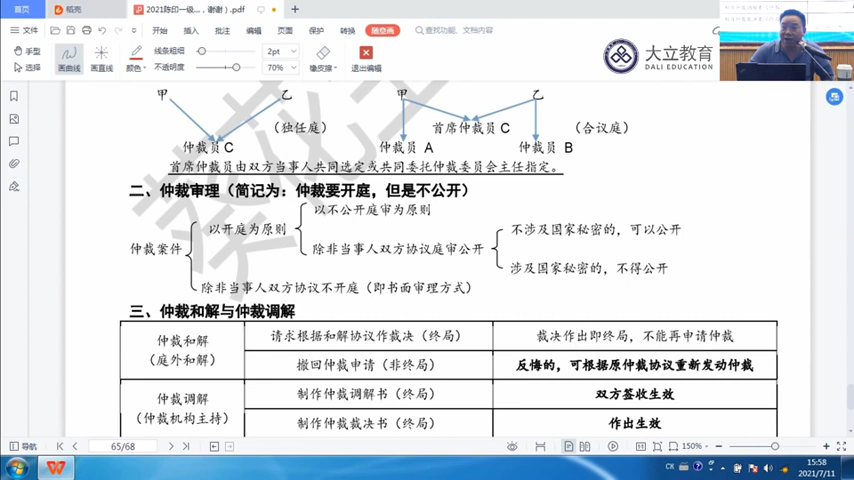 首页 稻壳 2021陈印一级...，谢谢）.pdf
文件 开始 插入 批注 编辑 页面 保护 转换 随意画 查找功能、文档内容
手型 选择 画曲线 画直线 颜色 线条粗细 2pt 不透明度 70% 橡皮擦 退出编辑
大立教育
DALI EDUCATION
甲 乙 甲 乙
（独任庭） 首席仲裁员 C （合议庭）
仲裁员 C 仲裁员 A 仲裁员 B
首席仲裁员由双方当事人共同选定或共同委托仲裁委员会主任指定。
二、仲裁审理（简记为：仲裁要开庭，但是不公开）
以不公开庭审为原则
以开庭为原则 不涉及国家秘密的，可以公开
仲裁案件 除非当事人双方协议庭审公开
涉及国家秘密的，不得公开
除非当事人双方协议不开庭（即书面审理方式）
三、仲裁和解与仲裁调解
仲裁和解
（庭外和解）
请求根据和解协议作裁决（终局） 裁决作出即终局，不能再申请仲裁
撤回仲裁申请（非终局） 反悔的，可根据原仲裁协议重新发动仲裁
仲裁调解
（仲裁机构主持）
制作仲裁调解书（终局） 双方签收生效
制作仲裁裁决书（终局） 作出生效
导航 65/68 150%
CH 15:58
2021/7/11